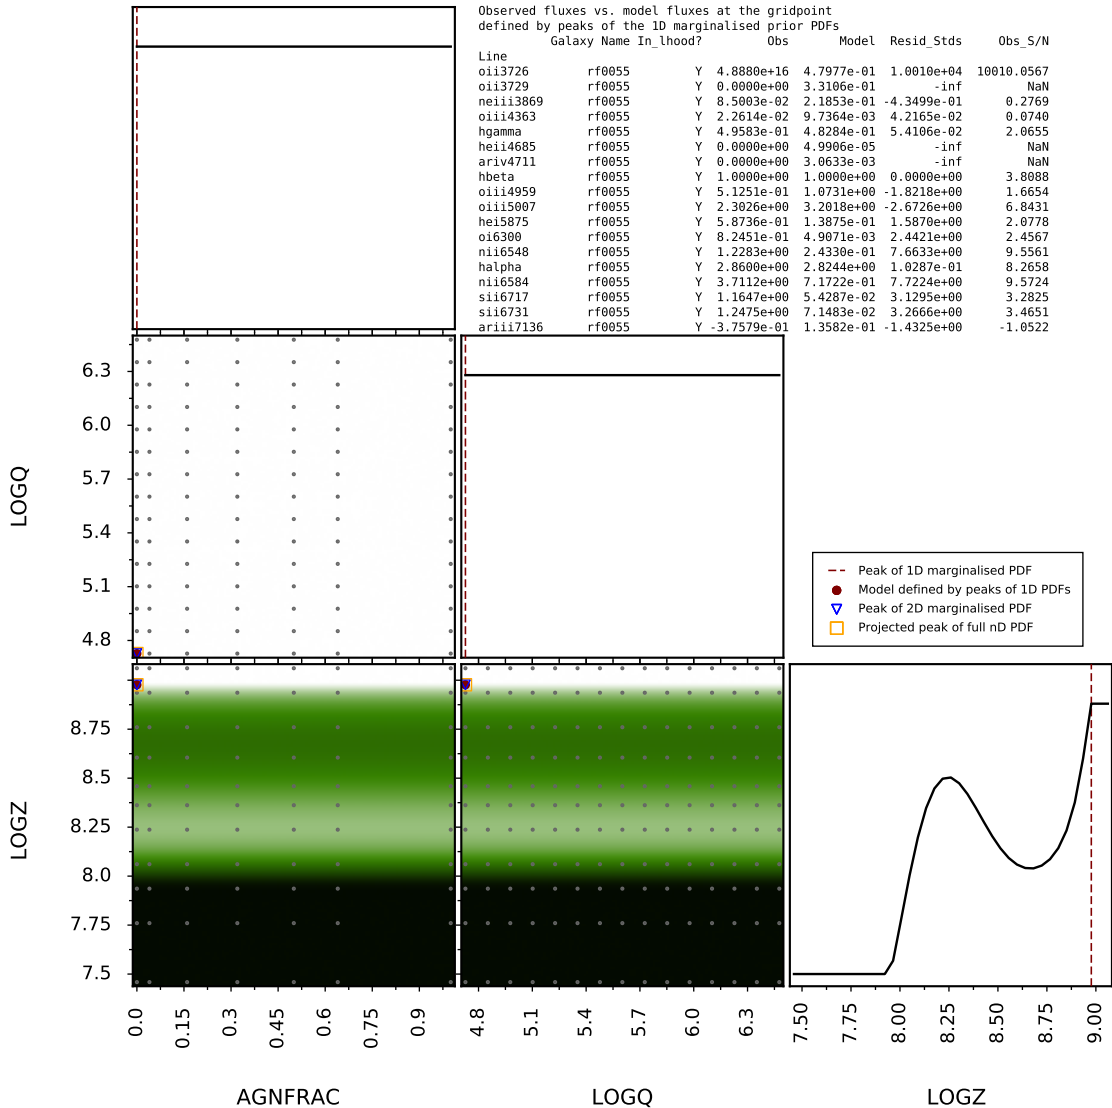 Observed fluxes vs. model fluxes at the gridpoint
defined by peaks of the 1D marginalised prior PDFs
Galaxy Name In_lhood? Obs Model Resid_Stds Obs_S/N
Line
oii3726 rf0055 Y 4.8880e+16 4.7977e-01 1.0010e+04 10010.0567
oii3729 rf0055 Y 0.0000e+00 3.3106e-01 -inf NaN
neiii3869 rf0055 Y 8.5003e-02 2.1853e-01 -4.3499e-01 0.2769
oiii4363 rf0055 Y 2.2614e-02 9.7364e-03 4.2165e-02 0.0740
hgamma rf0055 Y 4.9583e-01 4.8284e-01 5.4106e-02 2.0655
heii4685 rf0055 Y 0.0000e+00 4.9906e-05 -inf NaN
ariv4711 rf0055 Y 0.0000e+00 3.0633e-03 -inf NaN
hbeta rf0055 Y 1.0000e+00 1.0000e+00 0.0000e+00 3.8088
oiii4959 rf0055 Y 5.1251e-01 1.0731e+00 -1.8218e+00 1.6654
oiii5007 rf0055 Y 2.3026e+00 3.2018e+00 -2.6726e+00 6.8431
hei5875 rf0055 Y 5.8736e-01 1.3875e-01 1.5870e+00 2.0778
oi6300 rf0055 Y 8.2451e-01 4.9071e-03 2.4421e+00 2.4567
nii6548 rf0055 Y 1.2283e+00 2.4330e-01 7.6633e+00 9.5561
halpha rf0055 Y 2.8600e+00 2.8244e+00 1.0287e-01 8.2658
nii6584 rf0055 Y 3.7112e+00 7.1722e-01 7.7224e+00 9.5724
sii6717 rf0055 Y 1.1647e+00 5.4287e-02 3.1295e+00 3.2825
sii6731 rf0055 Y 1.2475e+00 7.1483e-02 3.2666e+00 3.4651
ariii7136 rf0055 Y -3.7579e-01 1.3582e-01 -1.4325e+00 -1.0522
LOGQ
6.3
6.0
5.7
5.4
5.1
4.8
Peak of 1D marginalised PDF
Model defined by peaks of 1D PDFs
Peak of 2D marginalised PDF
Projected peak of full nD PDF
LOGZ
8.75
8.5
8.25
8.0
7.75
7.5
0.0 0.15 0.3 0.45 0.6 0.75 0.9
4.8 5.1 5.4 5.7 6.0 6.3
7.50 7.75 8.00 8.25 8.50 8.75 9.00
AGNFRAC LOGQ LOGZ